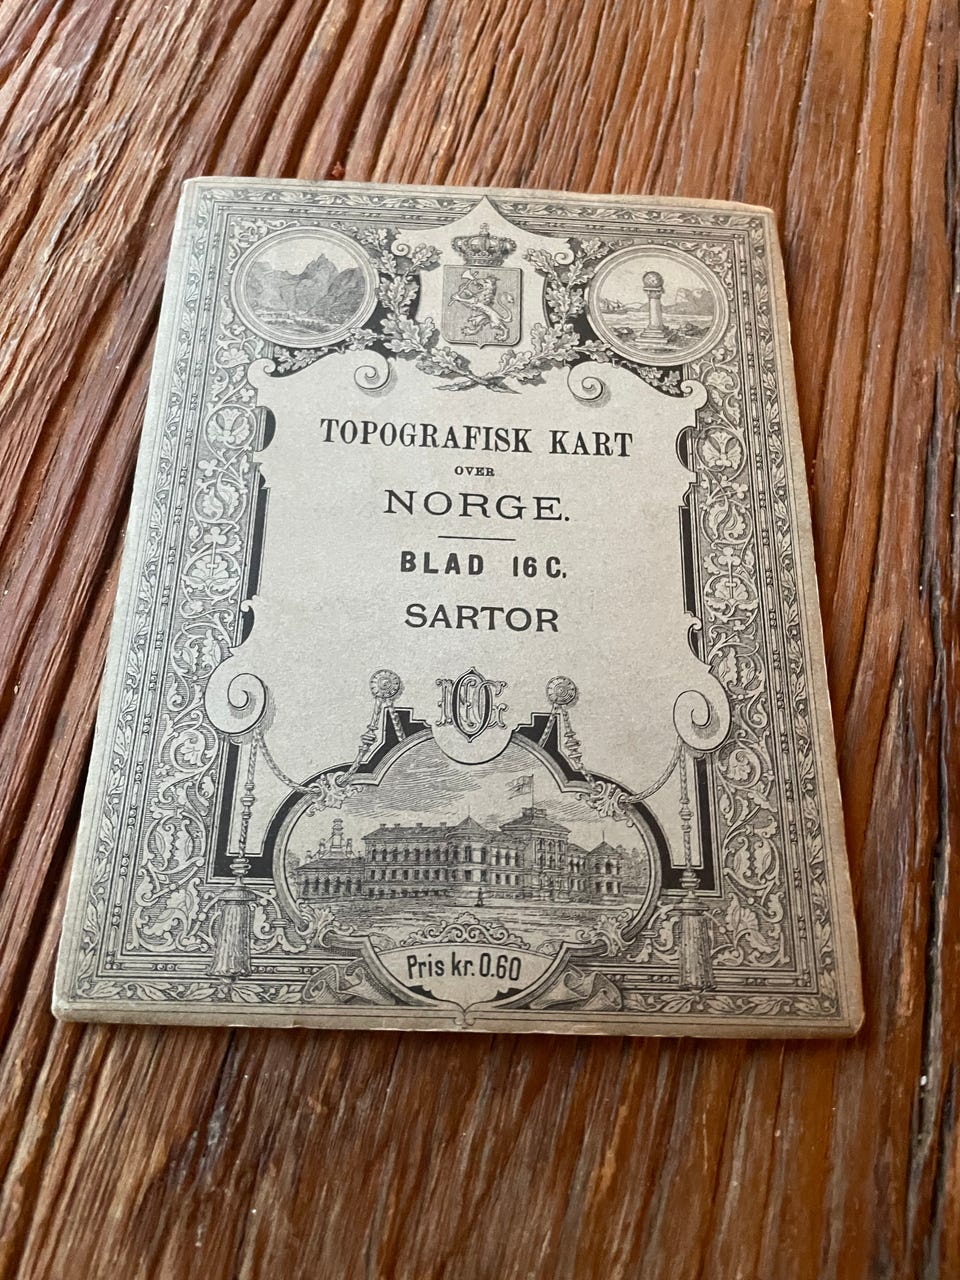 TOPOGRAFISK KART
OVER
NORGE.
BLAD 16 C.
SARTOR
Pris kr. 0.60